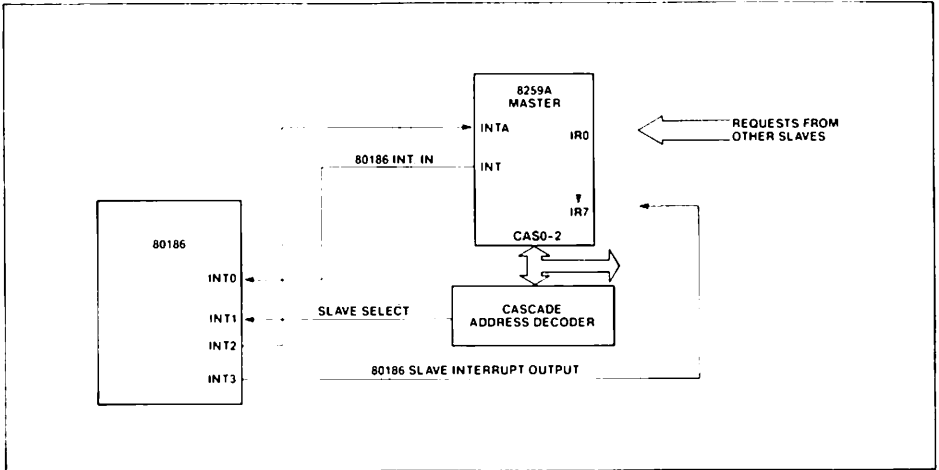 8259A
MASTER
INTA
IR0
REQUESTS FROM
OTHER SLAVES
80186 INT IN
INT
IR7
80186
CAS0-2
INT0
SLAVE SELECT
CASCADE
ADDRESS DECODER
INT1
INT2
80186 SLAVE INTERRUPT OUTPUT
INT3